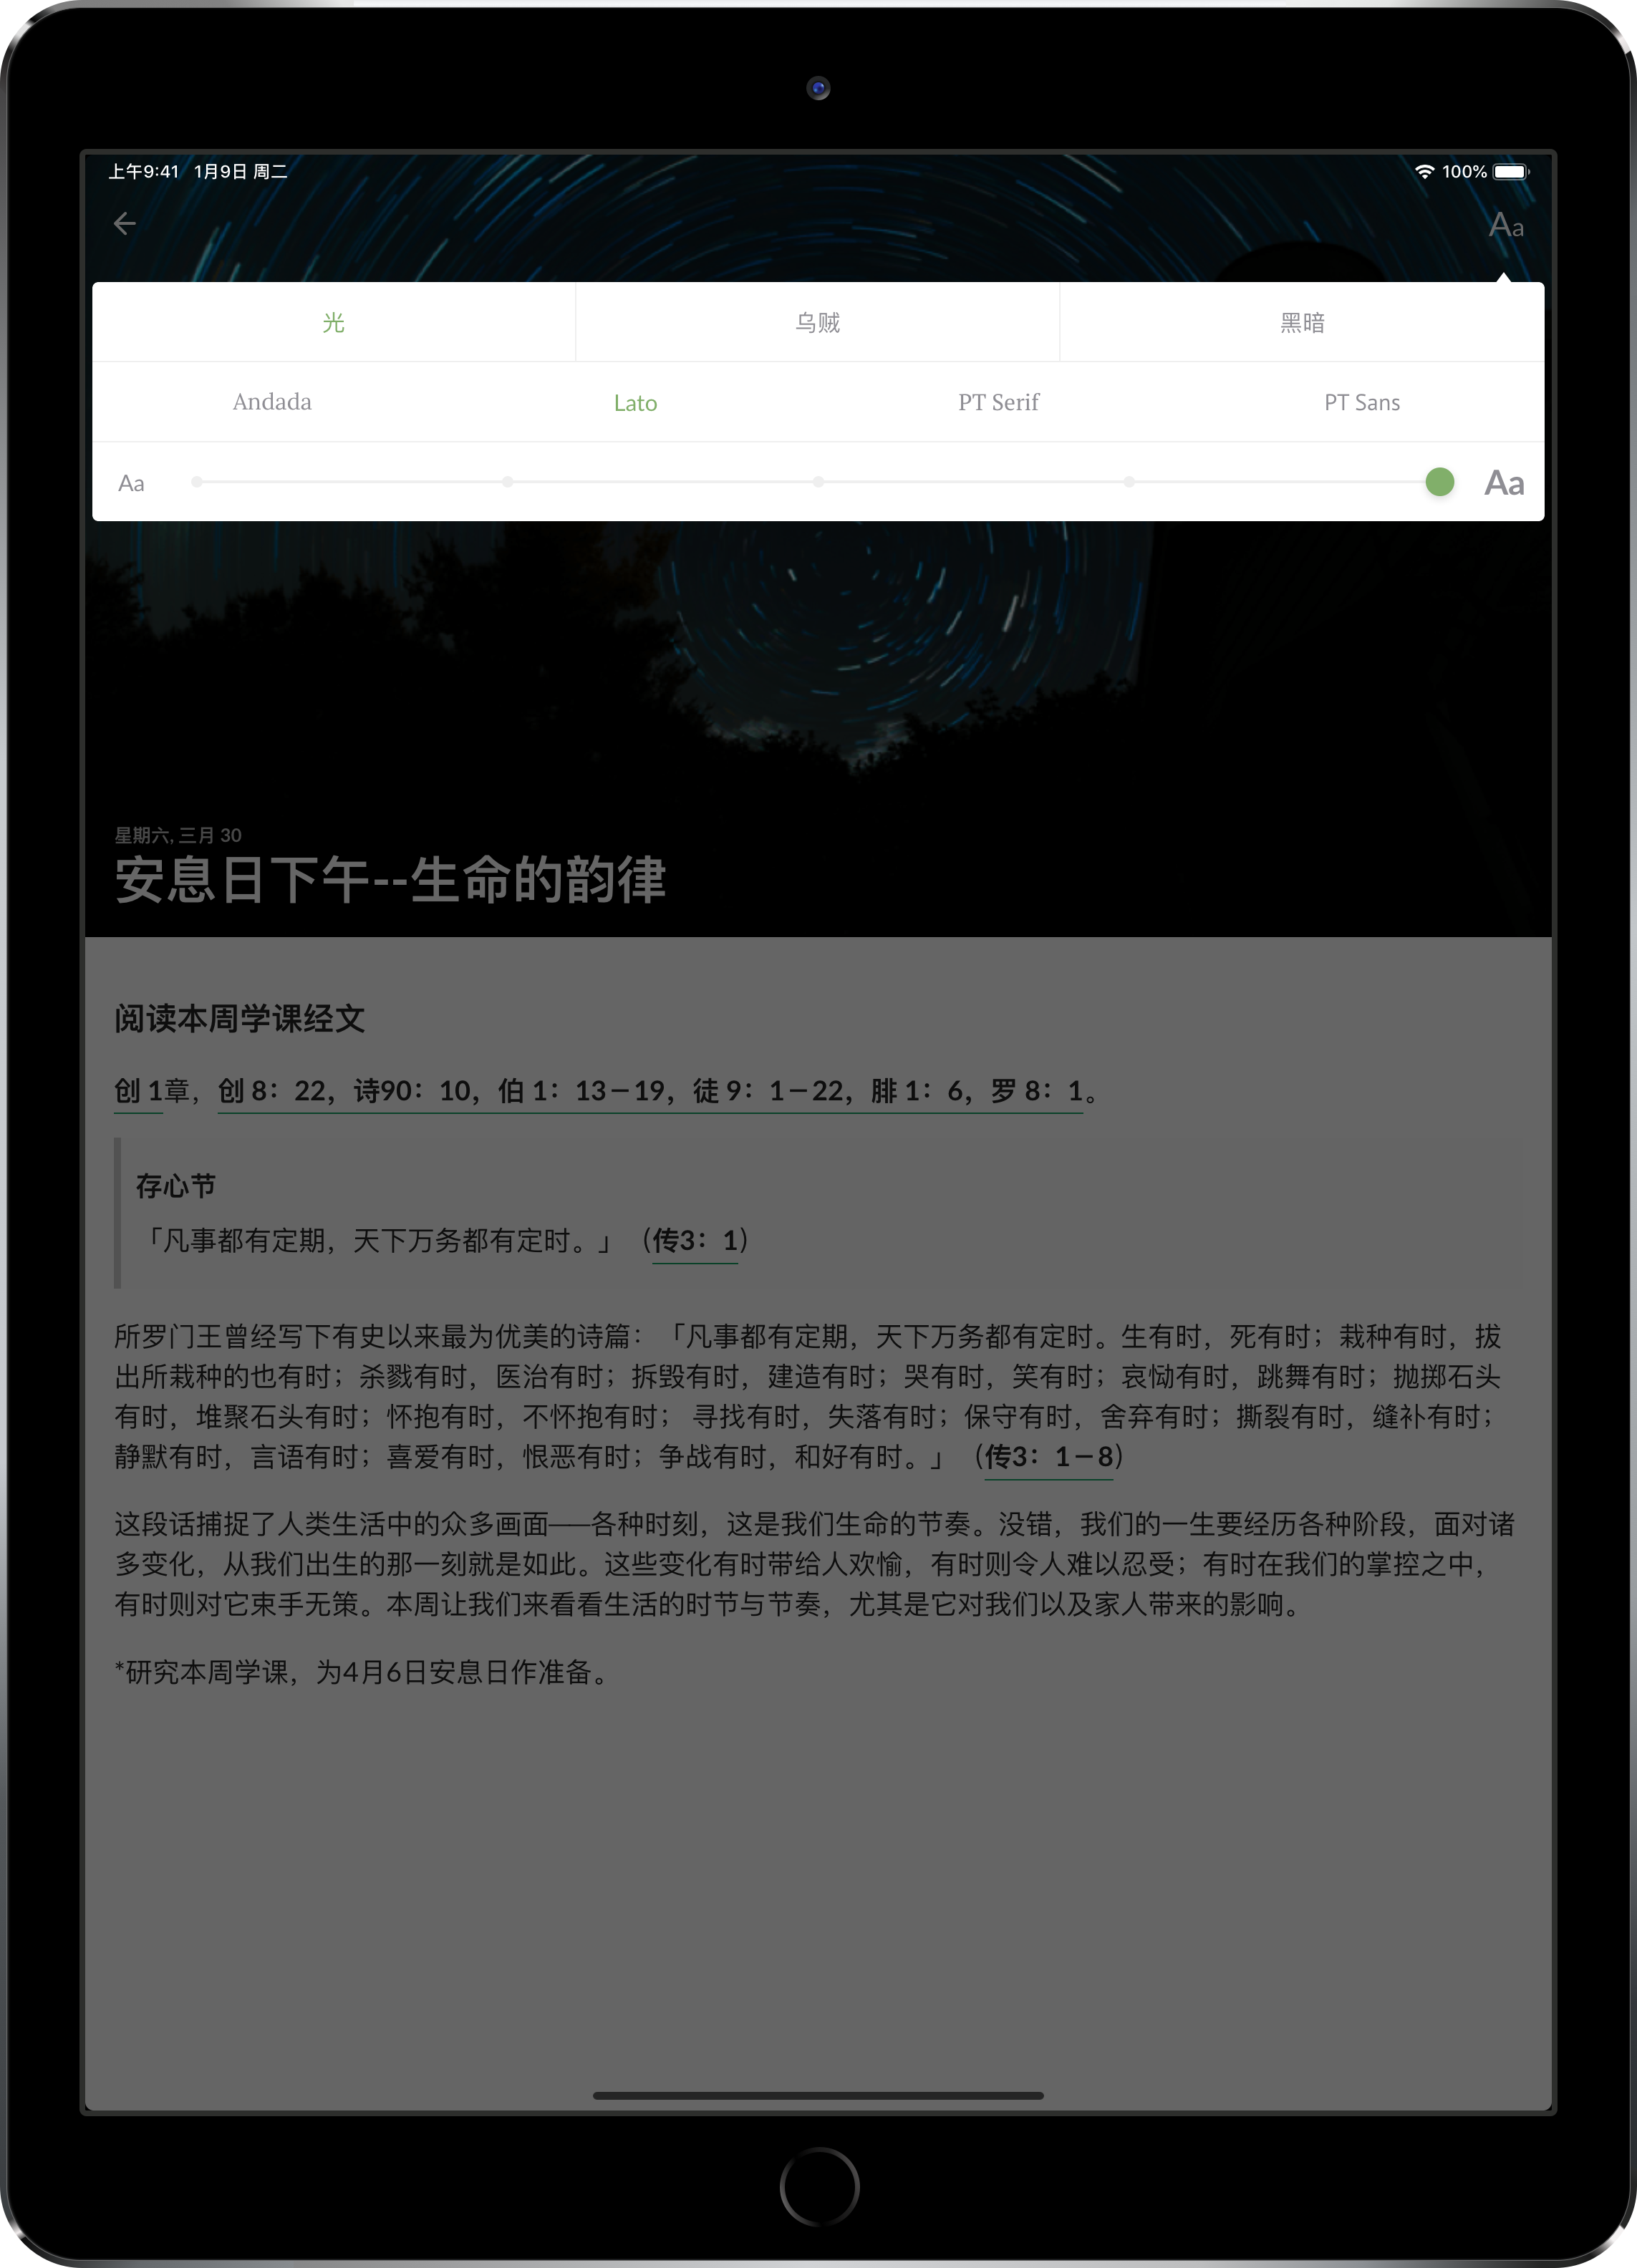 上午9:41 1月9日 周二
100%
Aa
光 乌贼 黑暗
Andada Lato PT Serif PT Sans
Aa Aa
星期六, 三月 30
安息日下午--生命的韵律
阅读本周学课经文
创 1章，创 8：22，诗90：10，伯 1：13－19，徒 9：1－22，腓 1：6，罗 8：1。
存心节
「凡事都有定期，天下万务都有定时。」（传3：1）
所罗门王曾经写下有史以来最为优美的诗篇：「凡事都有定期，天下万务都有定时。生有时，死有时；栽种有时，拔
出所栽种的也有时；杀戮有时，医治有时；拆毁有时，建造有时；哭有时，笑有时；哀恸有时，跳舞有时；抛掷石头
有时，堆聚石头有时；怀抱有时，不怀抱有时； 寻找有时，失落有时；保守有时，舍弃有时；撕裂有时，缝补有时；
静默有时，言语有时；喜爱有时，恨恶有时；争战有时，和好有时。」（传3：1－8）
这段话捕捉了人类生活中的众多画面——各种时刻，这是我们生命的节奏。没错，我们的一生要经历各种阶段，面对诸
多变化，从我们出生的那一刻就是如此。这些变化有时带给人欢愉，有时则令人难以忍受；有时在我们的掌控之中，
有时则对它束手无策。本周让我们来看看生活的时节与节奏，尤其是它对我们以及家人带来的影响。
*研究本周学课，为4月6日安息日作准备。